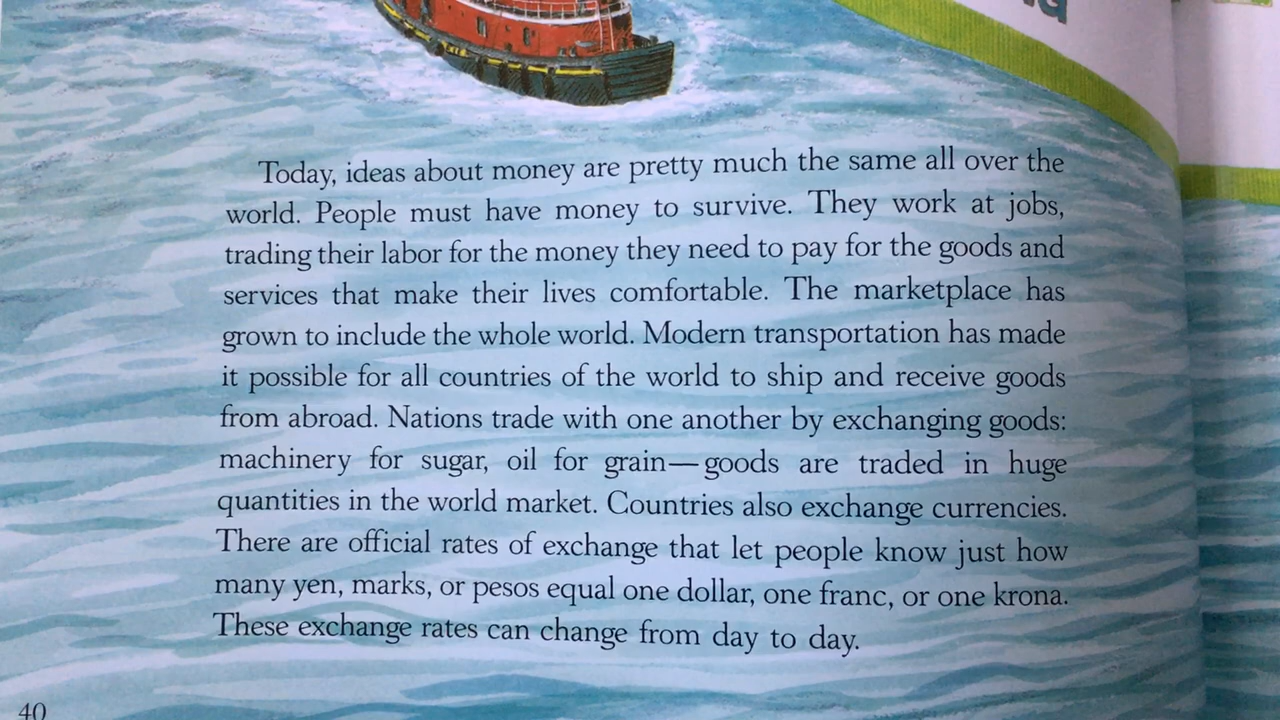 Today, ideas about money are pretty much the same all over the
world. People must have money to survive. They work at jobs,
trading their labor for the money they need to pay for the goods and
services that make their lives comfortable. The marketplace has
grown to include the whole world. Modern transportation has made
it possible for all countries of the world to ship and receive goods
from abroad. Nations trade with one another by exchanging goods:
machinery for sugar, oil for grain—goods are traded in huge
quantities in the world market. Countries also exchange currencies.
There are official rates of exchange that let people know just how
many yen, marks, or pesos equal one dollar, one franc, or one krona.
These exchange rates can change from day to day.
40